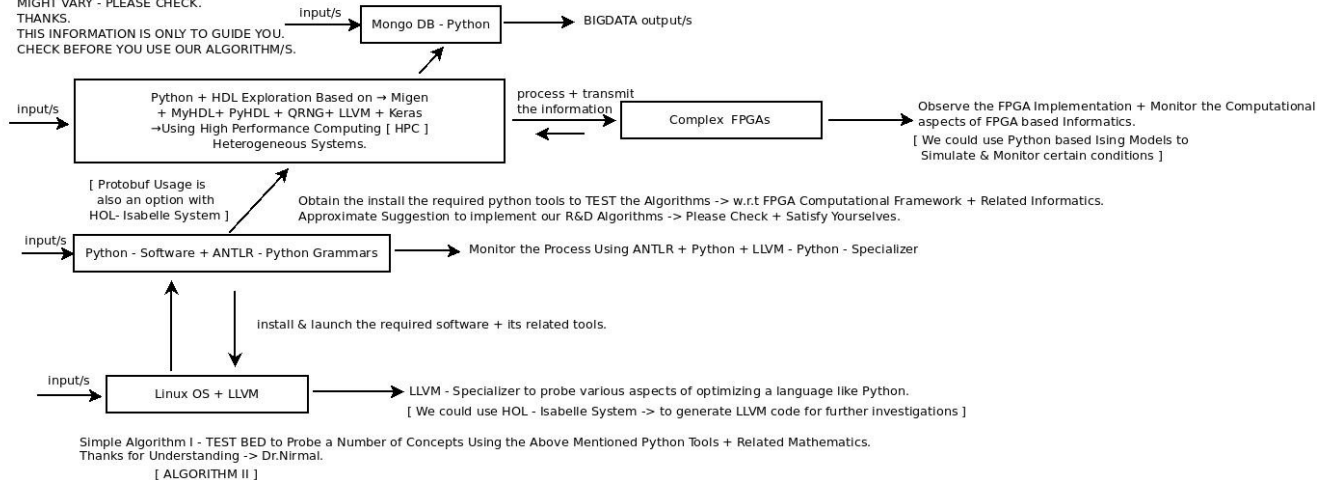 MIGHT VARY - PLEASE CHECK.
THANKS.
THIS INFORMATION IS ONLY TO GUIDE YOU.
CHECK BEFORE YOU USE OUR ALGORITHM/S.
input/s
Mongo DB - Python
BIGDATA output/s
input/s
Python + HDL Exploration Based on → Migen
+ MyHDL+ PyHDL + QRNG+ LLVM + Keras
→Using High Performance Computing [ HPC ]
Heterogeneous Systems.
process + transmit
the information
Complex FPGAs
Observe the FPGA Implementation + Monitor the Computational
aspects of FPGA based Informatics.
[ We could use Python based Ising Models to
Simulate & Monitor certain conditions ]
[ Protobuf Usage is
also an option with
HOL- Isabelle System ]
Obtain the install the required python tools to TEST the Algorithms -> w.r.t FPGA Computational Framework + Related Informatics.
Approximate Suggestion to implement our R&D Algorithms -> Please Check + Satisfy Yourselves.
input/s
Python - Software + ANTLR - Python Grammars
Monitor the Process Using ANTLR + Python + LLVM - Python - Specializer
install & launch the required software + its related tools.
input/s
Linux OS + LLVM
LLVM - Specializer to probe various aspects of optimizing a language like Python.
[ We could use HOL - Isabelle System -> to generate LLVM code for further investigations ]
Simple Algorithm I - TEST BED to Probe a Number of Concepts Using the Above Mentioned Python Tools + Related Mathematics.
Thanks for Understanding -> Dr.Nirmal.
[ ALGORITHM II ]